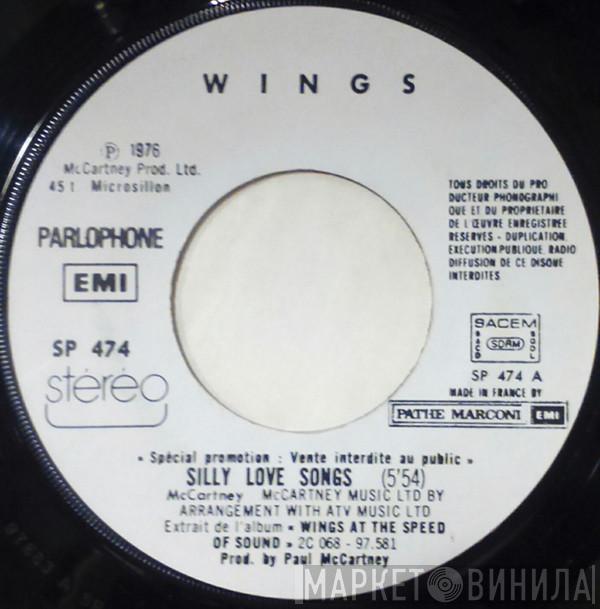 WINGS
Ⓟ 1976
McCartney Prod. Ltd.
45 t Microsillon
PARLOPHONE
EMI
SP 474
stéréo
TOUS DROITS DU PRO
DUCTEUR PHONOGRAPHI
QUE ET DU PROPRIETAIRE
DE L ŒUVRE ENREGISTREE
RESERVES - DUPLICATION
EXECUTION PUBLIQUE RADIO
DIFFUSION DE CE DISQUE
INTERDITES
SACEM
SACD SDRM SGDL
SP 474 A
MADE IN FRANCE BY
PATHE MARCONI EMI
« Spécial promotion : Vente interdite au public »
SILLY LOVE SONGS (5'54)
McCartney McCARTNEY MUSIC LTD BY
ARRANGEMENT WITH ATV MUSIC LTD
Extrait de l'album « WINGS AT THE SPEED
OF SOUND » 2C 068 - 97.581
Prod. by Paul McCartney
МАРКЕТ ВИНИЛА